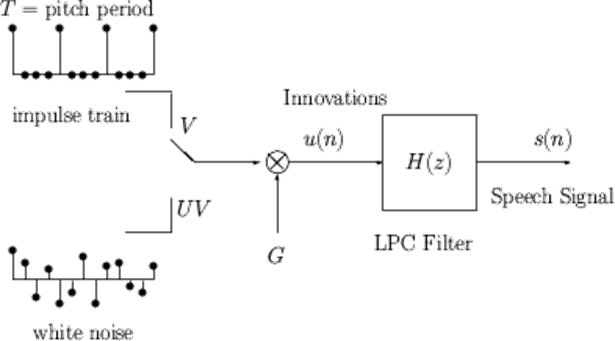 T = pitch period
impulse train
V
Innovations
u(n)
H(z)
s(n)
Speech Signal
UV
G
LPC Filter
white noise